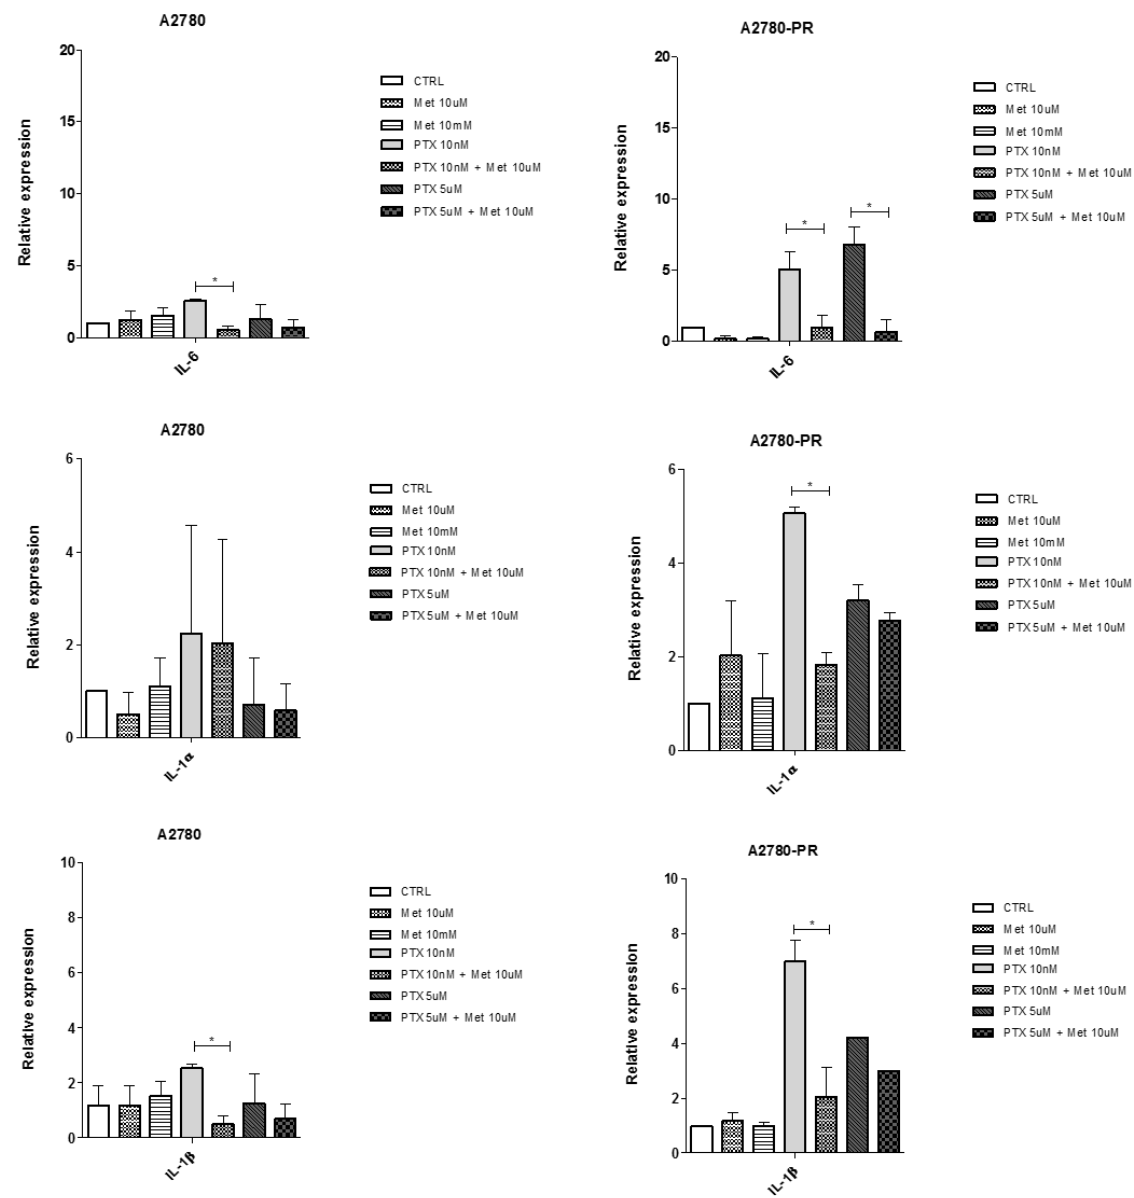 A2780
Relative expression
20
15
10
5
0
*
IL-6
CTRL
Met 10uM
Met 10mM
PTX 10nM
PTX 10nM + Met 10uM
PTX 5uM
PTX 5uM + Met 10uM
A2780-PR
Relative expression
20
15
10
5
0
*
*
IL-6
CTRL
Met 10uM
Met 10mM
PTX 10nM
PTX 10nM + Met 10uM
PTX 5uM
PTX 5uM + Met 10uM
A2780
Relative expression
6
4
2
0
IL-1α
CTRL
Met 10uM
Met 10mM
PTX 10nM
PTX 10nM + Met 10uM
PTX 5uM
PTX 5uM + Met 10uM
A2780-PR
Relative expression
6
4
2
0
*
IL-1α
CTRL
Met 10uM
Met 10mM
PTX 10nM
PTX 10nM + Met 10uM
PTX 5uM
PTX 5uM + Met 10uM
A2780
Relative expression
10
8
6
4
2
0
*
IL-1β
CTRL
Met 10uM
Met 10mM
PTX 10nM
PTX 10nM + Met 10uM
PTX 5uM
PTX 5uM + Met 10uM
A2780-PR
Relative expression
10
8
6
4
2
0
*
IL-1β
CTRL
Met 10uM
Met 10mM
PTX 10nM
PTX 10nM + Met 10uM
PTX 5uM
PTX 5uM + Met 10uM